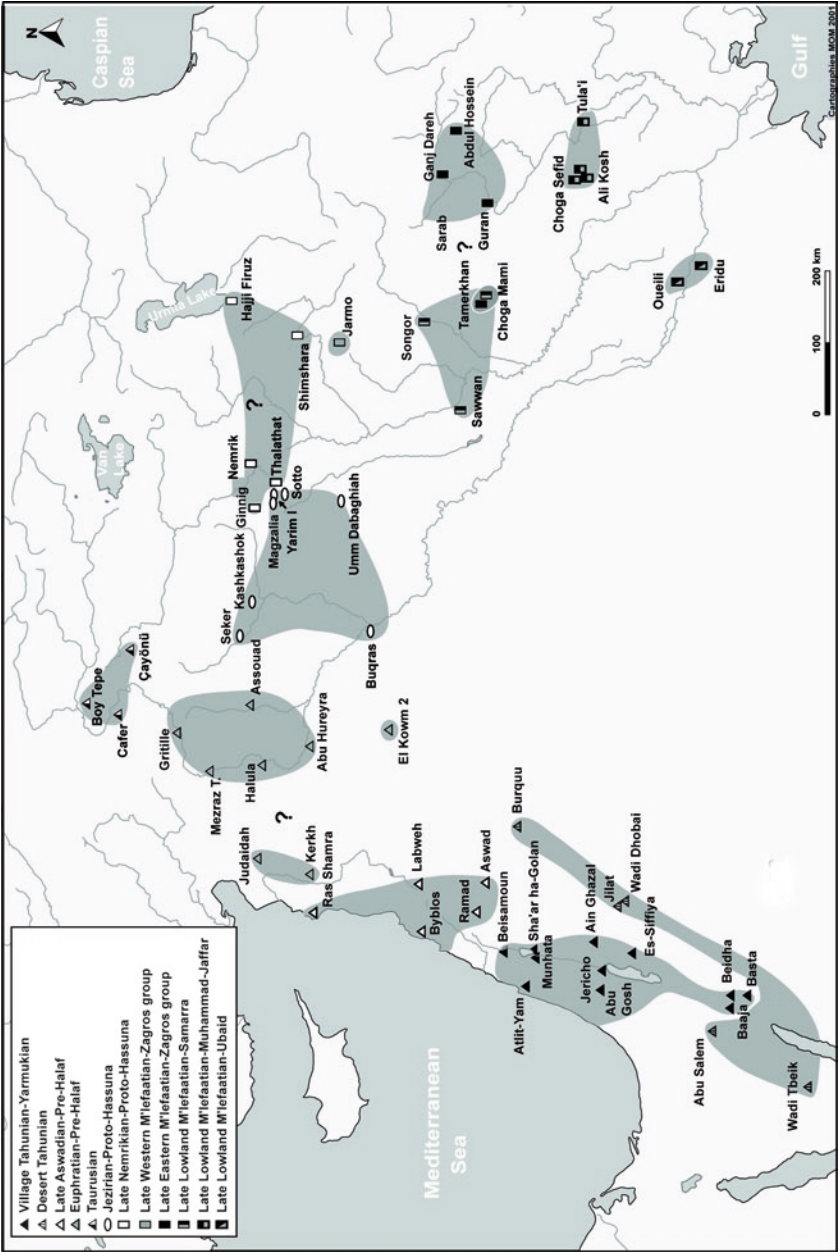 Village Tahunian-Yarmukian
Desert Tahunian
Late Aswadian-Pre-Halaf
Euphratian-Pre-Halaf
Taurusian
Jezirian-Proto-Hassuna
Late Nemrikian-Proto-Hassuna
Late Western M'lefaatian-Zagros group
Late Eastern M'lefaatian-Zagros group
Late Lowland M'lefaatian-Samarra
Late Lowland M'lefaatian-Muhammad-Jaffar
Late Lowland M'lefaatian-Ubaid
N
Caspian
Sea
Van
Lake
Urmia Lake
Boy Tepe
Cafer
Çayönü
Gritille
Mezraz T.
Halula
Assouad
Abu Hureyra
El Kowm 2
Seker
Kashkashok
Ginnig
Nemrik
?
Magzalia
Thalathat
Yarim I
Sotto
Umm Dabaghiah
Buqras
Hajji Firuz
Shimshara
Jarmo
Judaidah
?
Kerkh
Ras Shamra
Labweh
Byblos
Ramad
Aswad
Songor
Sawwan
Tamerkhan
Choga Mami
?
Ganj Dareh
Abdul Hossein
Sarab
Guran
Choga Sefid
Tula'i
Ali Kosh
Oueili
Eridu
Mediterranean
Sea
Beisamoun
Sha'ar ha-Golan
Atlit-Yam
Munhata
Burquu
Ain Ghazal
Jilat
Wadi Dhobai
Jericho
Abu
Gosh
Es-Siffiya
Beidha
Baaja
Basta
Abu Salem
Wadi Tbeik
0 100 200 km
Gulf
Cartographies MOM 2001